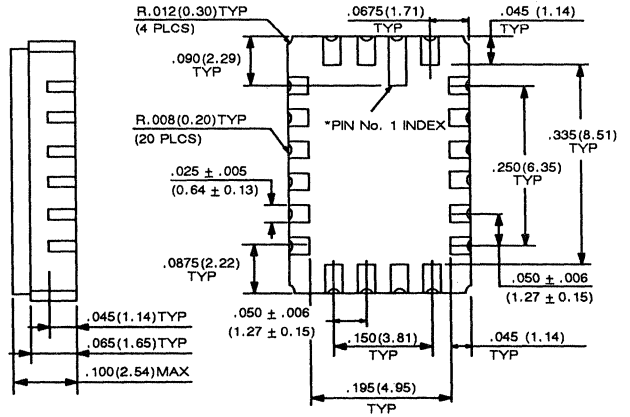 R.012(0.30)TYP
(4 PLCS)
.0675(1.71)
TYP
.045 (1.14)
TYP
.090(2.29)
TYP
*PIN No. 1 INDEX
R.008(0.20)TYP
(20 PLCS)
.335(8.51)
TYP
.250(6.35)
TYP
.025 ± .005
(0.64 ± 0.13)
.0875(2.22)
TYP
.050 ± .006
(1.27 ± 0.15)
.050 ± .006
(1.27 ± 0.15)
.045(1.14)TYP
.065(1.65)TYP
.100(2.54)MAX
.150(3.81)
TYP
.045 (1.14)
TYP
.195(4.95)
TYP